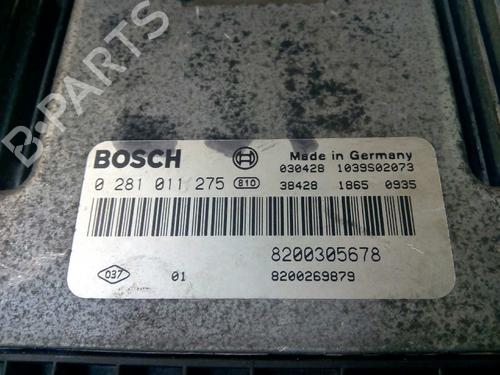 B-PARTS
BOSCH Made in Germany
0 281 011 275 810 030428 1039S02073
38428 1865 0935
8200305678
037 01 8200269879